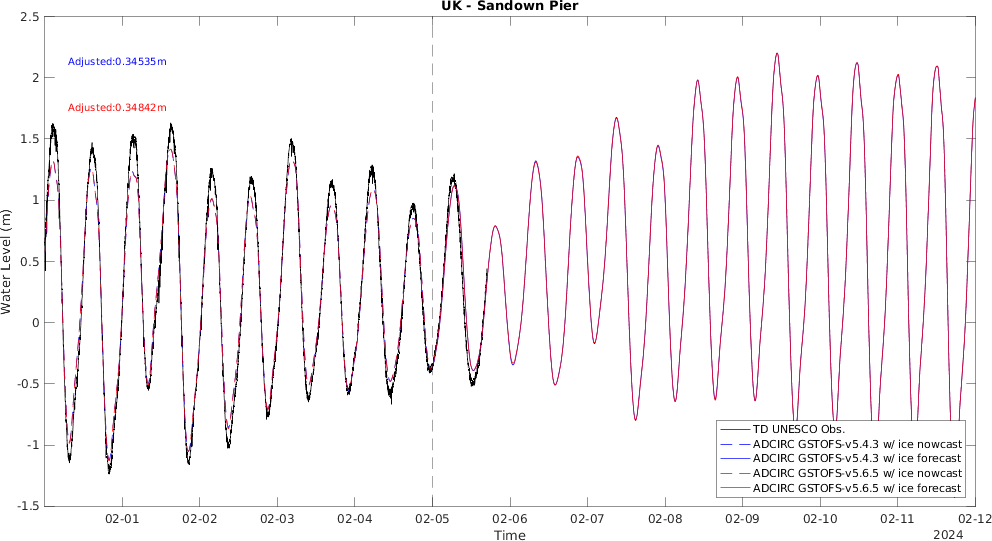 UK - Sandown Pier
2.5
2
1.5
1
0.5
0
-0.5
-1
-1.5
Water Level (m)
Adjusted:0.34535m
Adjusted:0.34842m
TD UNESCO Obs.
ADCIRC GSTOFS-v5.4.3 w/ ice nowcast
ADCIRC GSTOFS-v5.4.3 w/ ice forecast
ADCIRC GSTOFS-v5.6.5 w/ ice nowcast
ADCIRC GSTOFS-v5.6.5 w/ ice forecast
02-01 02-02 02-03 02-04 02-05 02-06 02-07 02-08 02-09 02-10 02-11 02-12
Time
2024